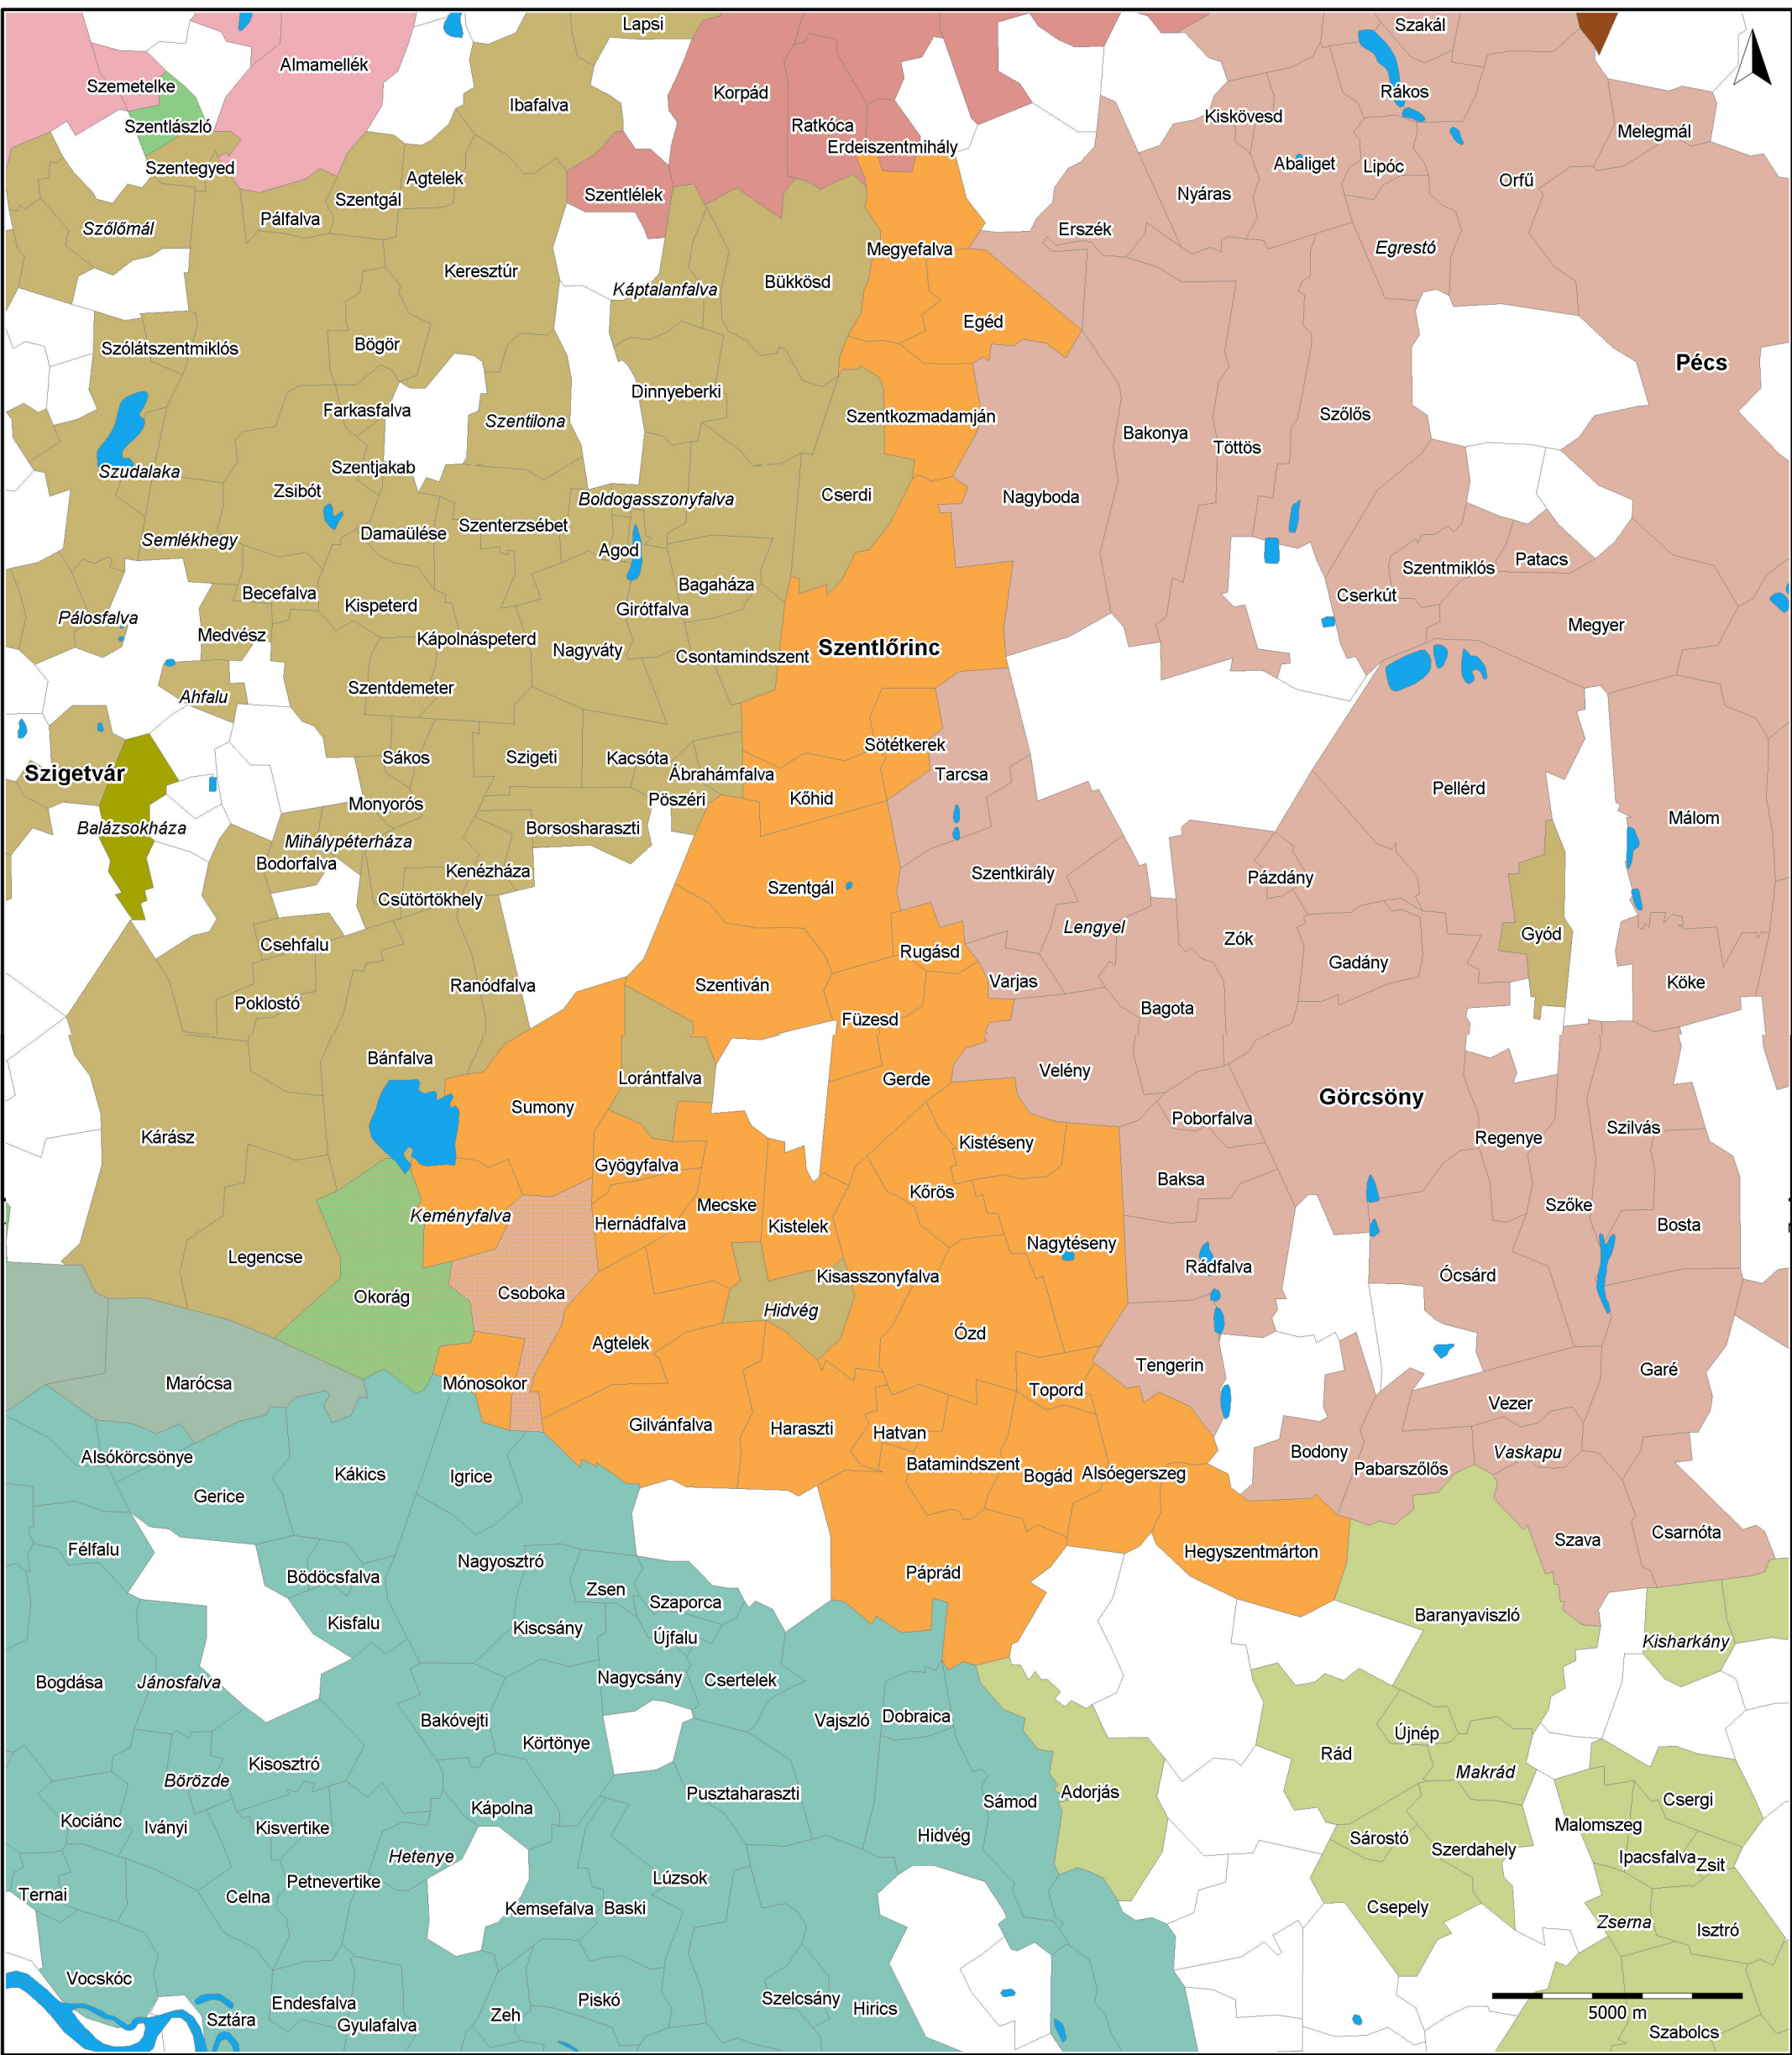 Lapsi
Szakál
Almamellék
Szemetelke
Korpád
Rákos
Ibafalva
Kiskövesd
Szentlászló
Ratkóca
Melegmál
Erdeiszentmihály
Szentegyed
Abaliget
Lipóc
Agtelek
Orfű
Szentlélek
Nyáras
Szentgál
Pálfalva
Szőlőmál
Erszék
Egrestó
Megyefalva
Keresztúr
Bükkösd
Káptalanfalva
Egéd
Bögör
Szólátszentmiklós
Pécs
Dinnyeberki
Farkasfalva
Szőlős
Szentkozmadamján
Szentilona
Bakonya
Töttös
Szentjakab
Szudalaka
Zsibót
Cserdi
Nagyboda
Boldogasszonyfalva
Szenterzsébet
Damaülése
Semlékhegy
Agod
Patacs
Szentmiklós
Bagaháza
Becefalva
Cserkút
Kispeterd
Girótfalva
Pálosfalva
Megyer
Medvész
Kápolnáspeterd
Szentlőrinc
Nagyváty
Csontamindszent
Szentdemeter
Ahfalu
Sötétkerek
Sákos
Szigeti
Kacsóta
Szigetvár
Ábrahámfalva
Tarcsa
Pellérd
Kőhid
Pöszéri
Monyorós
Málom
Balázsokháza
Borsosharaszti
Mihálypéterháza
Bodorfalva
Kenézháza
Szentkirály
Pázdány
Szentgál
Csütörtökhely
Lengyel
Gyód
Zók
Csehfalu
Rugásd
Gadány
Varjas
Köke
Ranódfalva
Szentiván
Poklostó
Bagota
Füzesd
Bánfalva
Velény
Lorántfalva
Gerde
Görcsöny
Sumony
Poborfalva
Szilvás
Kárász
Regenye
Kistéseny
Gyögyfalva
Baksa
Kőrös
Mecske
Szőke
Keményfalva
Hernádfalva
Kistelek
Bosta
Nagytéseny
Legencse
Rádfalva
Ócsárd
Kisasszonyfalva
Csoboka
Okorág
Hidvég
Ózd
Agtelek
Tengerin
Garé
Marócsa
Mónosokor
Topord
Vezer
Gilvánfalva
Haraszti
Hatvan
Bodony
Vaskapu
Alsókörcsönye
Batamindszent
Pabarszőlős
Kákics
Igrice
Bogád
Alsóegerszeg
Gerice
Csarnóta
Szava
Félfalu
Hegyszentmárton
Nagyosztró
Páprád
Bödöcsfalva
Zsen
Szaporca
Baranyaviszló
Kisfalu
Kiscsány
Újfalu
Kisharkány
Nagycsány
Csertelek
Bogdása
Jánosfalva
Dobraica
Bakóvejti
Vajszló
Újnép
Körtönye
Rád
Kisosztró
Makrád
Börözde
Adorjás
Pusztaharaszti
Csergi
Sámod
Kápolna
Kociánc
Iványi
Kisvertike
Malomszeg
Hidvég
Sárostó
Szerdahely
Hetenye
Ipacsfalva
Zsit
Lúzsok
Petnevertike
Ternai
Celna
Kemsefalva
Baski
Csepely
Zserna
Isztró
Vocskóc
Szelcsány
Piskó
Endesfalva
Hirics
Zeh
5000 m
Sztára
Gyulafalva
Szabolcs